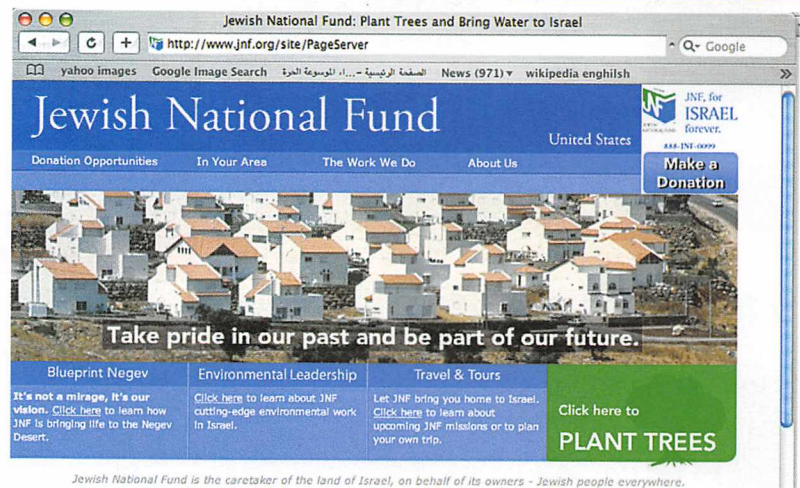 Jewish National Fund: Plant Trees and Bring Water to Israel
http://www.jnf.org/site/PageServer
Google
yahoo images Google Image Search الصفحة الرئيسية -...اء الموسوعة الحرة News (971) wikipedia enghilsh
Jewish National Fund
United States
JNF, for
ISRAEL
forever.
JEWISH
NATIONAL FUND
888-JNF-0099
Donation Opportunities In Your Area The Work We Do About Us
Make a
Donation
Take pride in our past and be part of our future.
Blueprint Negev
It's not a mirage, it's our
vision. Click here to learn how
JNF is bringing life to the Negev
Desert.
Environmental Leadership
Click here to learn about JNF
cutting-edge environmental work
in Israel.
Travel & Tours
Let JNF bring you home to Israel.
Click here to learn about
upcoming JNF missions or to plan
your own trip.
Click here to
PLANT TREES
Jewish National Fund is the caretaker of the land of Israel, on behalf of its owners - Jewish people everywhere.